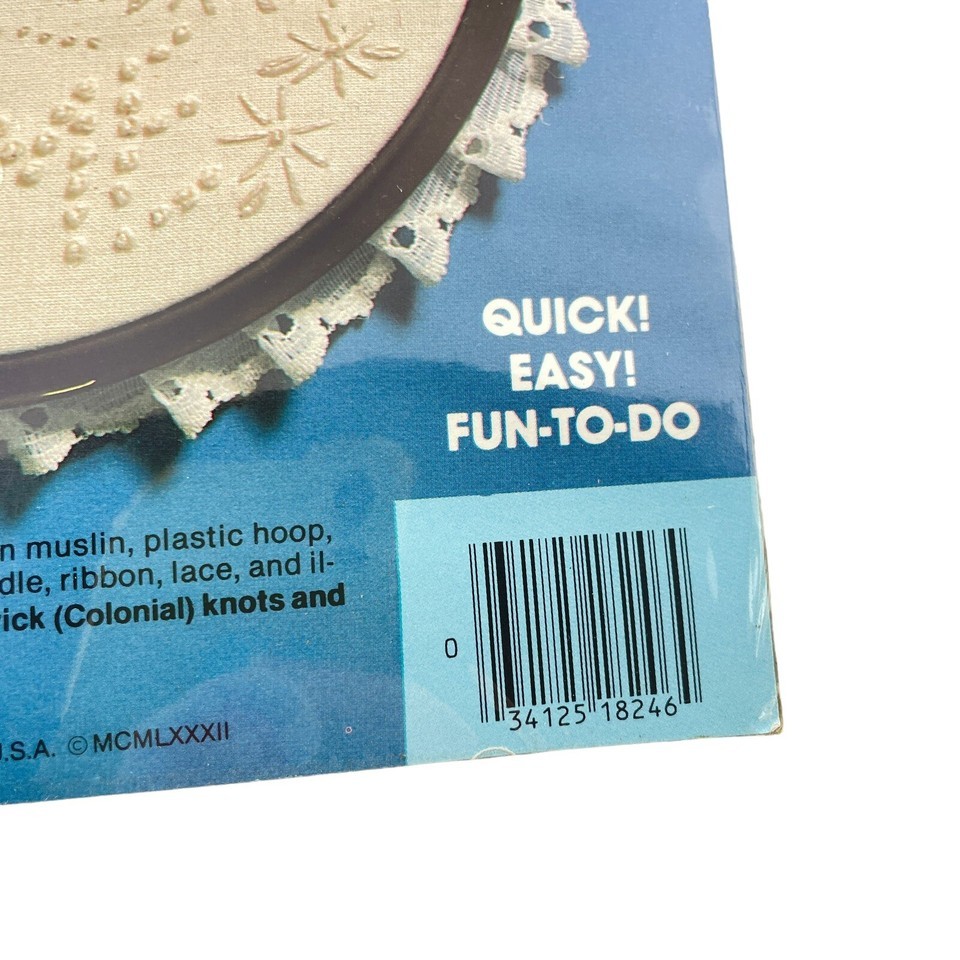 QUICK!
EASY!
FUN-TO-DO
n muslin, plastic hoop,
dle, ribbon, lace, and il-
ick (Colonial) knots and
.S.A. © MCMLXXXII
0 34125 18246